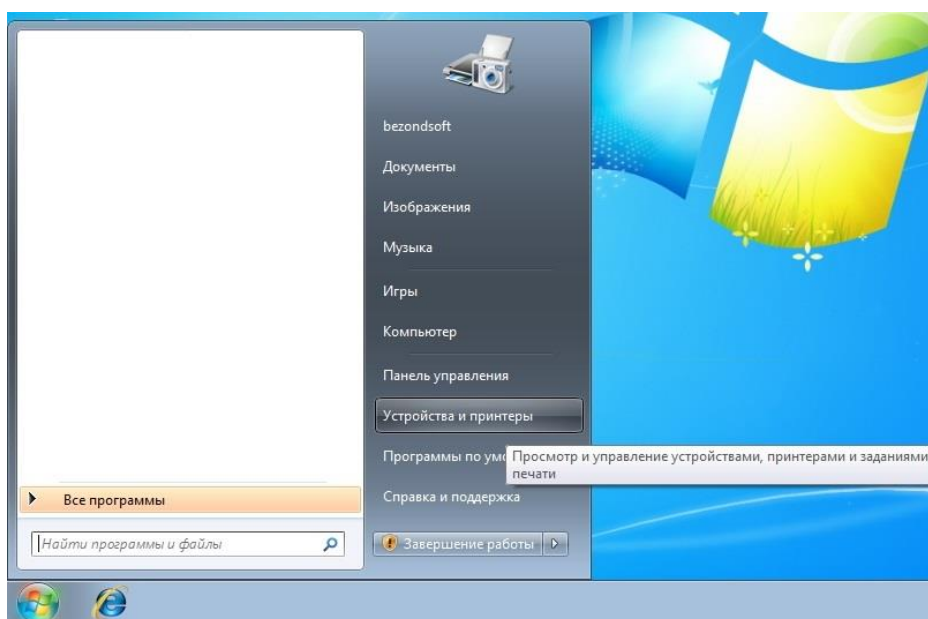 bezondsoft
Документы
Изображения
Музыка
Игры
Компьютер
Панель управления
Устройства и принтеры
Программы по
Просмотр и управление устройствами, принтерами и заданиями
печати
Справка и поддержка
Все программы
Найти программы и файлы
Завершение работы